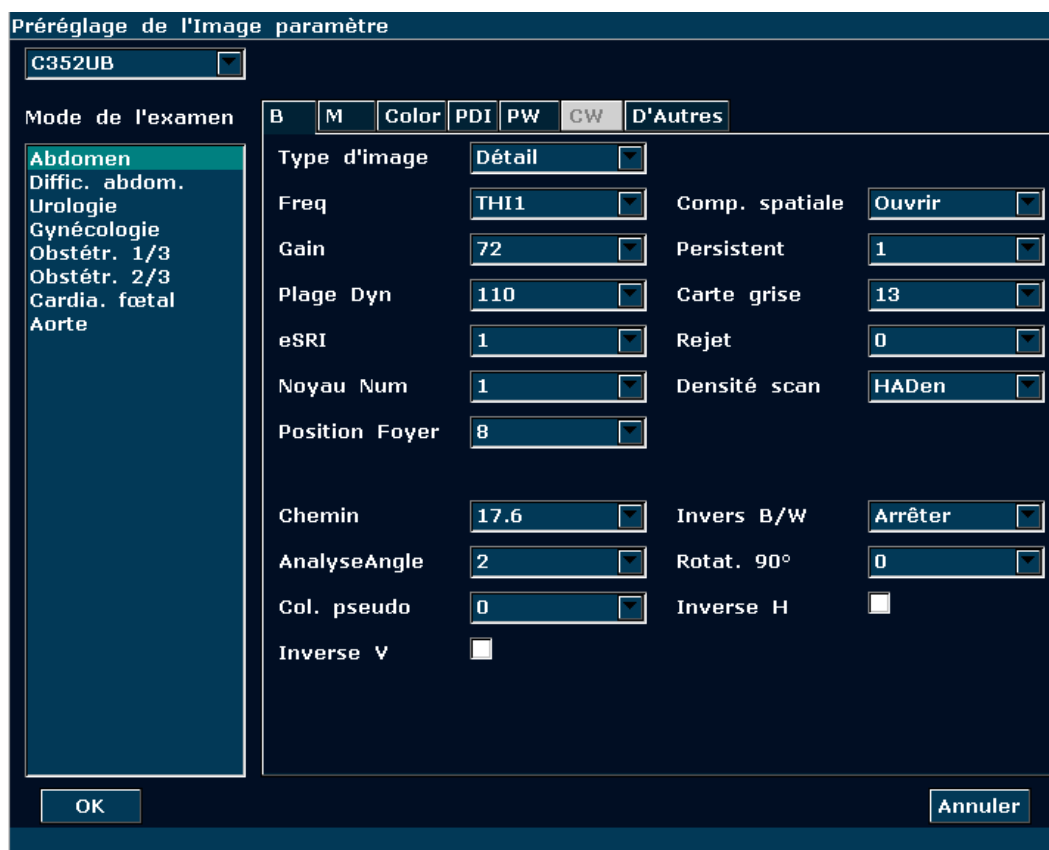 Préréglage de l'Image paramètre
C352UB
Mode de l'examen
B M Color PDI PW CW D'Autres
Abdomen
Diffic. abdom.
Urologie
Gynécologie
Obstétr. 1/3
Obstétr. 2/3
Cardia. fœtal
Aorte
Type d'image Détail
Freq THI1 Comp. spatiale Ouvrir
Gain 72 Persistent 1
Plage Dyn 110 Carte grise 13
eSRI 1 Rejet 0
Noyau Num 1 Densité scan HADen
Position Foyer 8
Chemin 17.6 Invers B/W Arrêter
AnalyseAngle 2 Rotat. 90° 0
Col. pseudo 0 Inverse H
Inverse V
OK Annuler